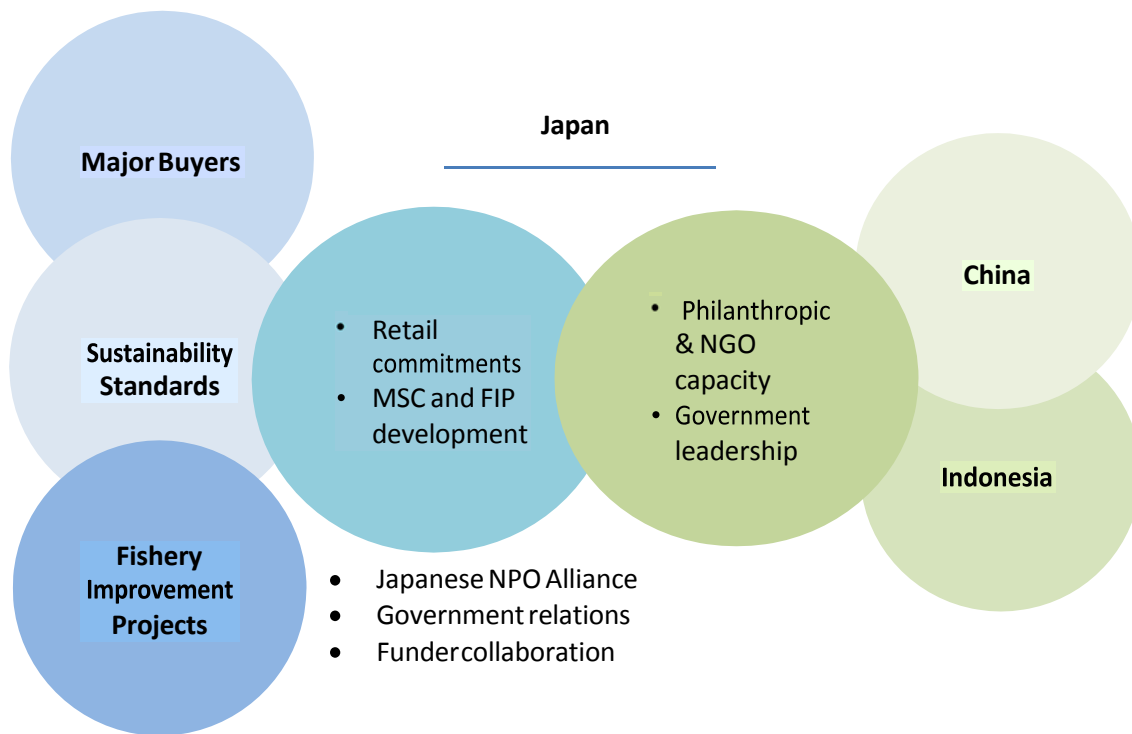 Japan
Major Buyers
Sustainability
Standards
Fishery
Improvement
Projects
• Retail
commitments
• MSC and FIP
development
• Philanthropic
& NGO
capacity
• Government
leadership
China
Indonesia
• Japanese NPO Alliance
• Government relations
• Funder collaboration